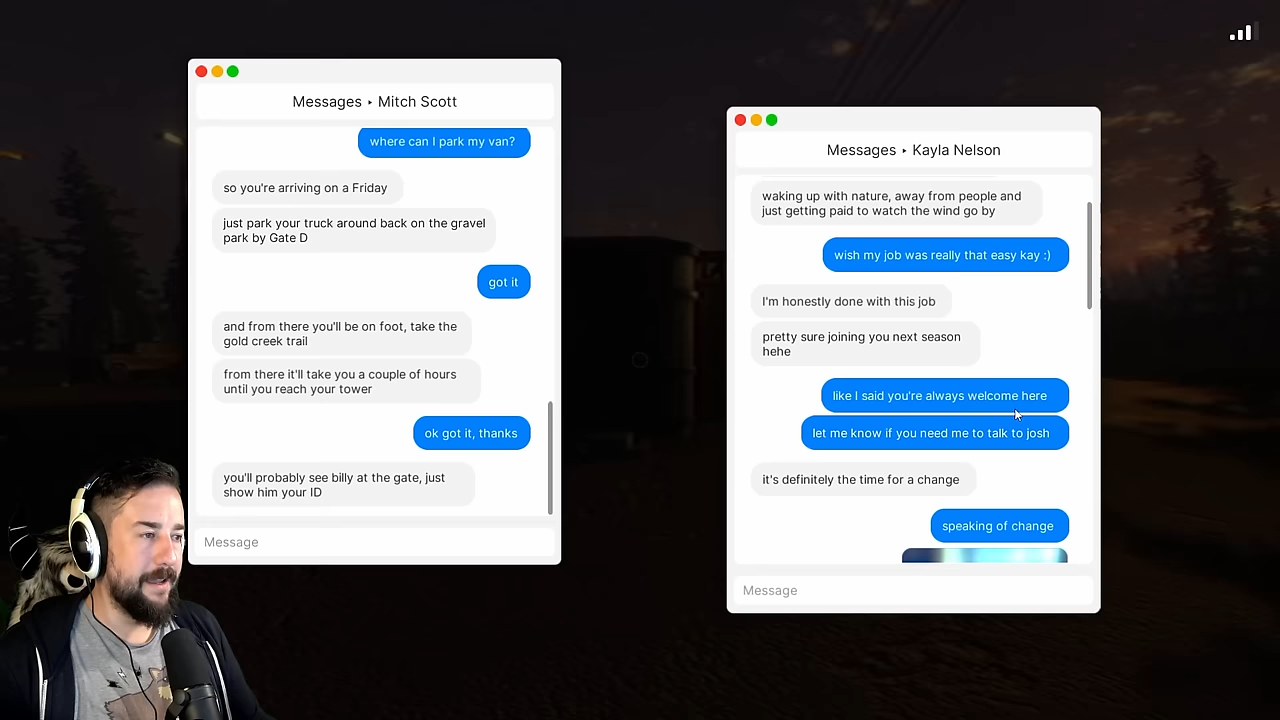 Messages ▸ Mitch Scott
where can I park my van?
so you're arriving on a Friday
just park your truck around back on the gravel
park by Gate D
got it
and from there you'll be on foot, take the
gold creek trail
from there it'll take you a couple of hours
until you reach your tower
ok got it, thanks
you'll probably see billy at the gate, just
show him your ID
Message
Messages ▸ Kayla Nelson
waking up with nature, away from people and
just getting paid to watch the wind go by
wish my job was really that easy kay :)
I'm honestly done with this job
pretty sure joining you next season
hehe
like I said you're always welcome here
let me know if you need me to talk to josh
it's definitely the time for a change
speaking of change
Message